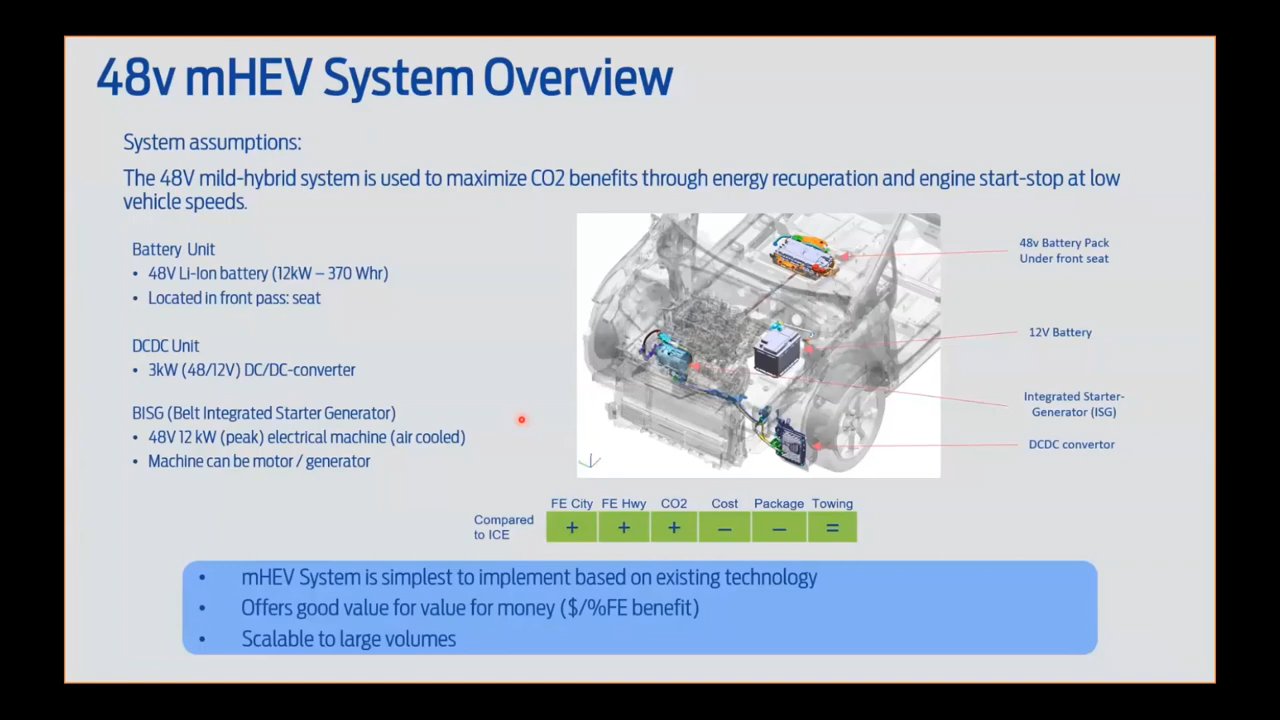 48v mHEV System Overview
System assumptions:
The 48V mild-hybrid system is used to maximize CO2 benefits through energy recuperation and engine start-stop at low
vehicle speeds.
Battery Unit
• 48V Li-Ion battery (12kW – 370 Whr)
• Located in front pass: seat
DCDC Unit
• 3kW (48/12V) DC/DC-converter
BISG (Belt Integrated Starter Generator)
• 48V 12 kW (peak) electrical machine (air cooled)
• Machine can be motor / generator
48v Battery Pack
Under front seat
12V Battery
Integrated Starter-
Generator (ISG)
DCDC convertor
FE City FE Hwy CO2 Cost Package Towing
Compared
to ICE
+ + + – – =
• mHEV System is simplest to implement based on existing technology
• Offers good value for value for money ($/%FE benefit)
• Scalable to large volumes